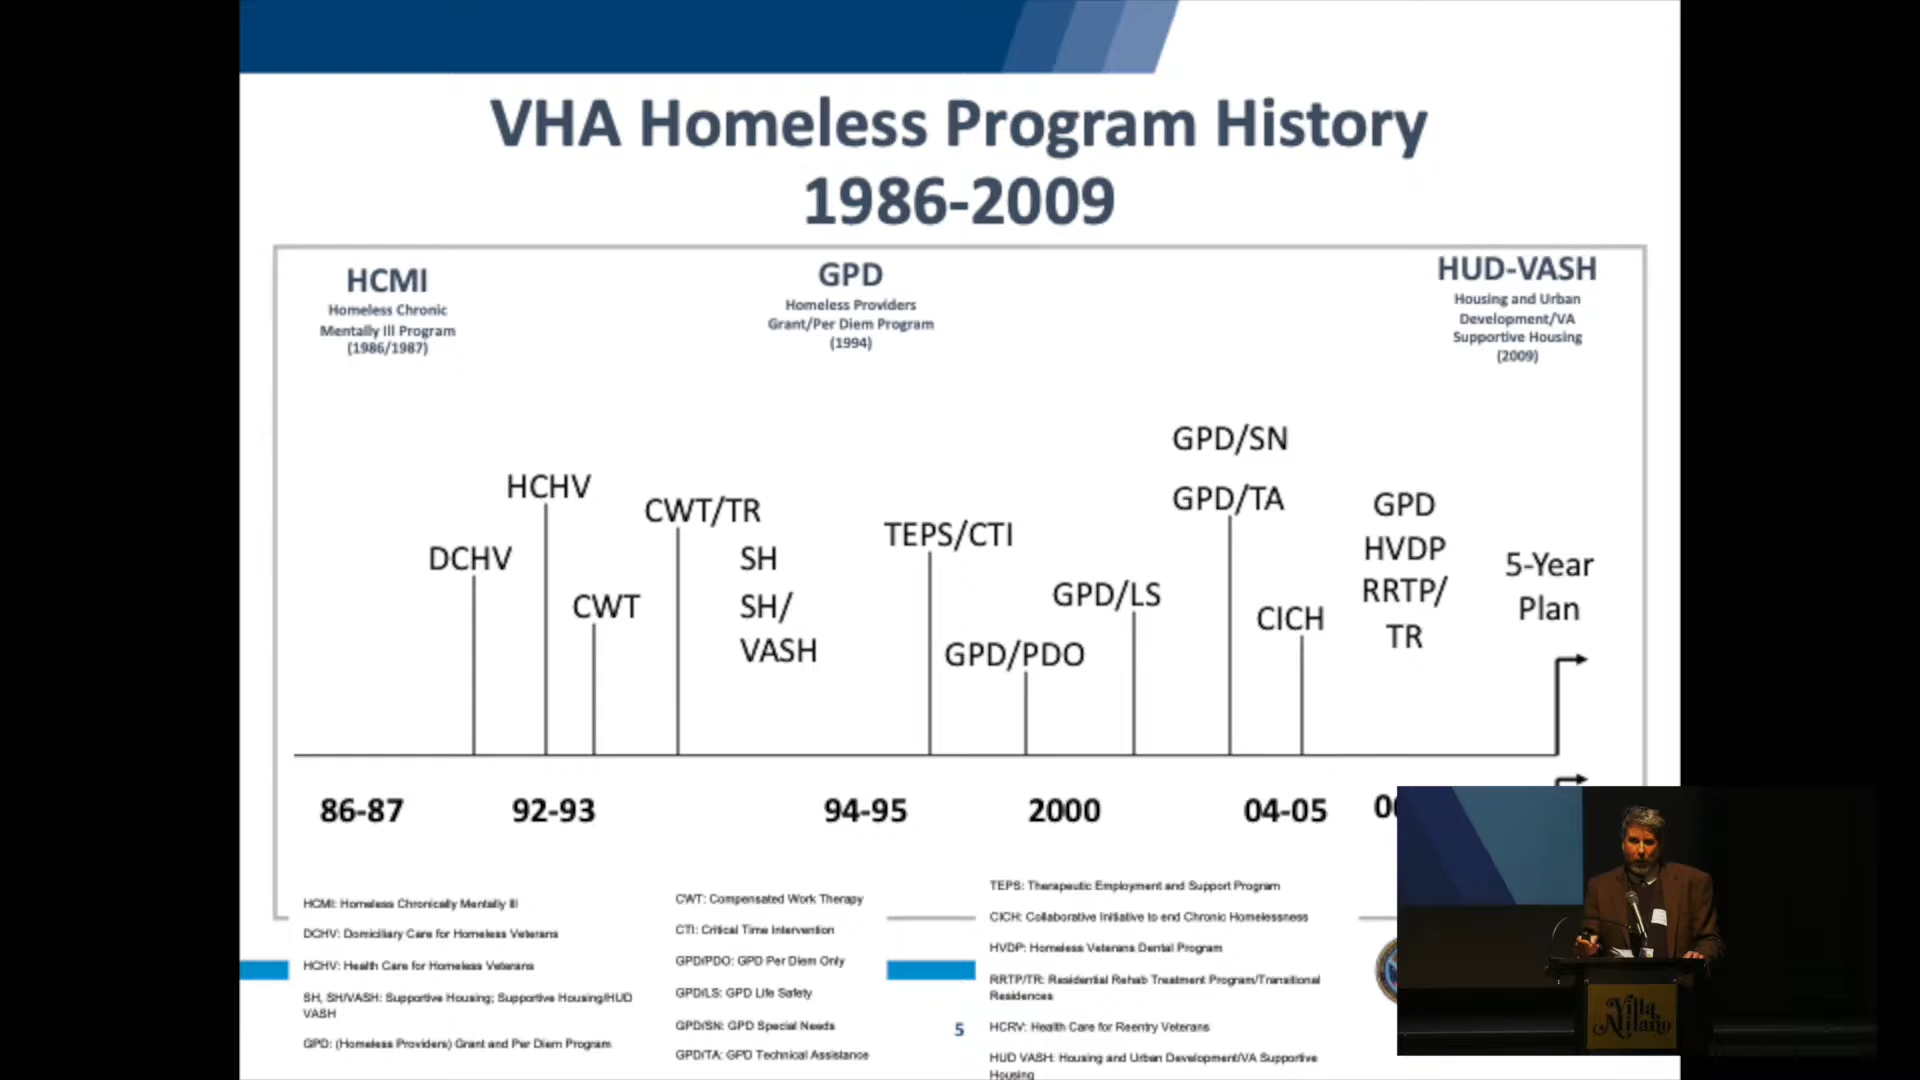 VHA Homeless Program History
1986-2009
HCMI
Homeless Chronic
Mentally Ill Program
(1986/1987)
GPD
Homeless Providers
Grant/Per Diem Program
(1994)
HUD-VASH
Housing and Urban
Development/VA
Supportive Housing
(2009)
DCHV
HCHV
CWT
CWT/TR
SH
SH/
VASH
TEPS/CTI
GPD/PDO
GPD/LS
GPD/SN
GPD/TA
CICH
GPD
HVDP
RRTP/
TR
5-Year
Plan
86-87
92-93
94-95
2000
04-05
HCMI: Homeless Chronically Mentally Ill
DCHV: Domiciliary Care for Homeless Veterans
HCHV: Health Care for Homeless Veterans
SH, SH/VASH: Supportive Housing; Supportive Housing/HUD
VASH
GPD: (Homeless Providers) Grant and Per Diem Program
CWT: Compensated Work Therapy
CTI: Critical Time Intervention
GPD/PDO: GPD Per Diem Only
GPD/LS: GPD Life Safety
GPD/SN: GPD Special Needs
GPD/TA: GPD Technical Assistance
TEPS: Therapeutic Employment and Support Program
CICH: Collaborative Initiative to end Chronic Homelessness
HVDP: Homeless Veterans Dental Program
RRTP/TR: Residential Rehab Treatment Program/Transitional
Residences
HCRV: Health Care for Reentry Veterans
HUD VASH: Housing and Urban Development/VA Supportive
Housing
5
Villa
Milano